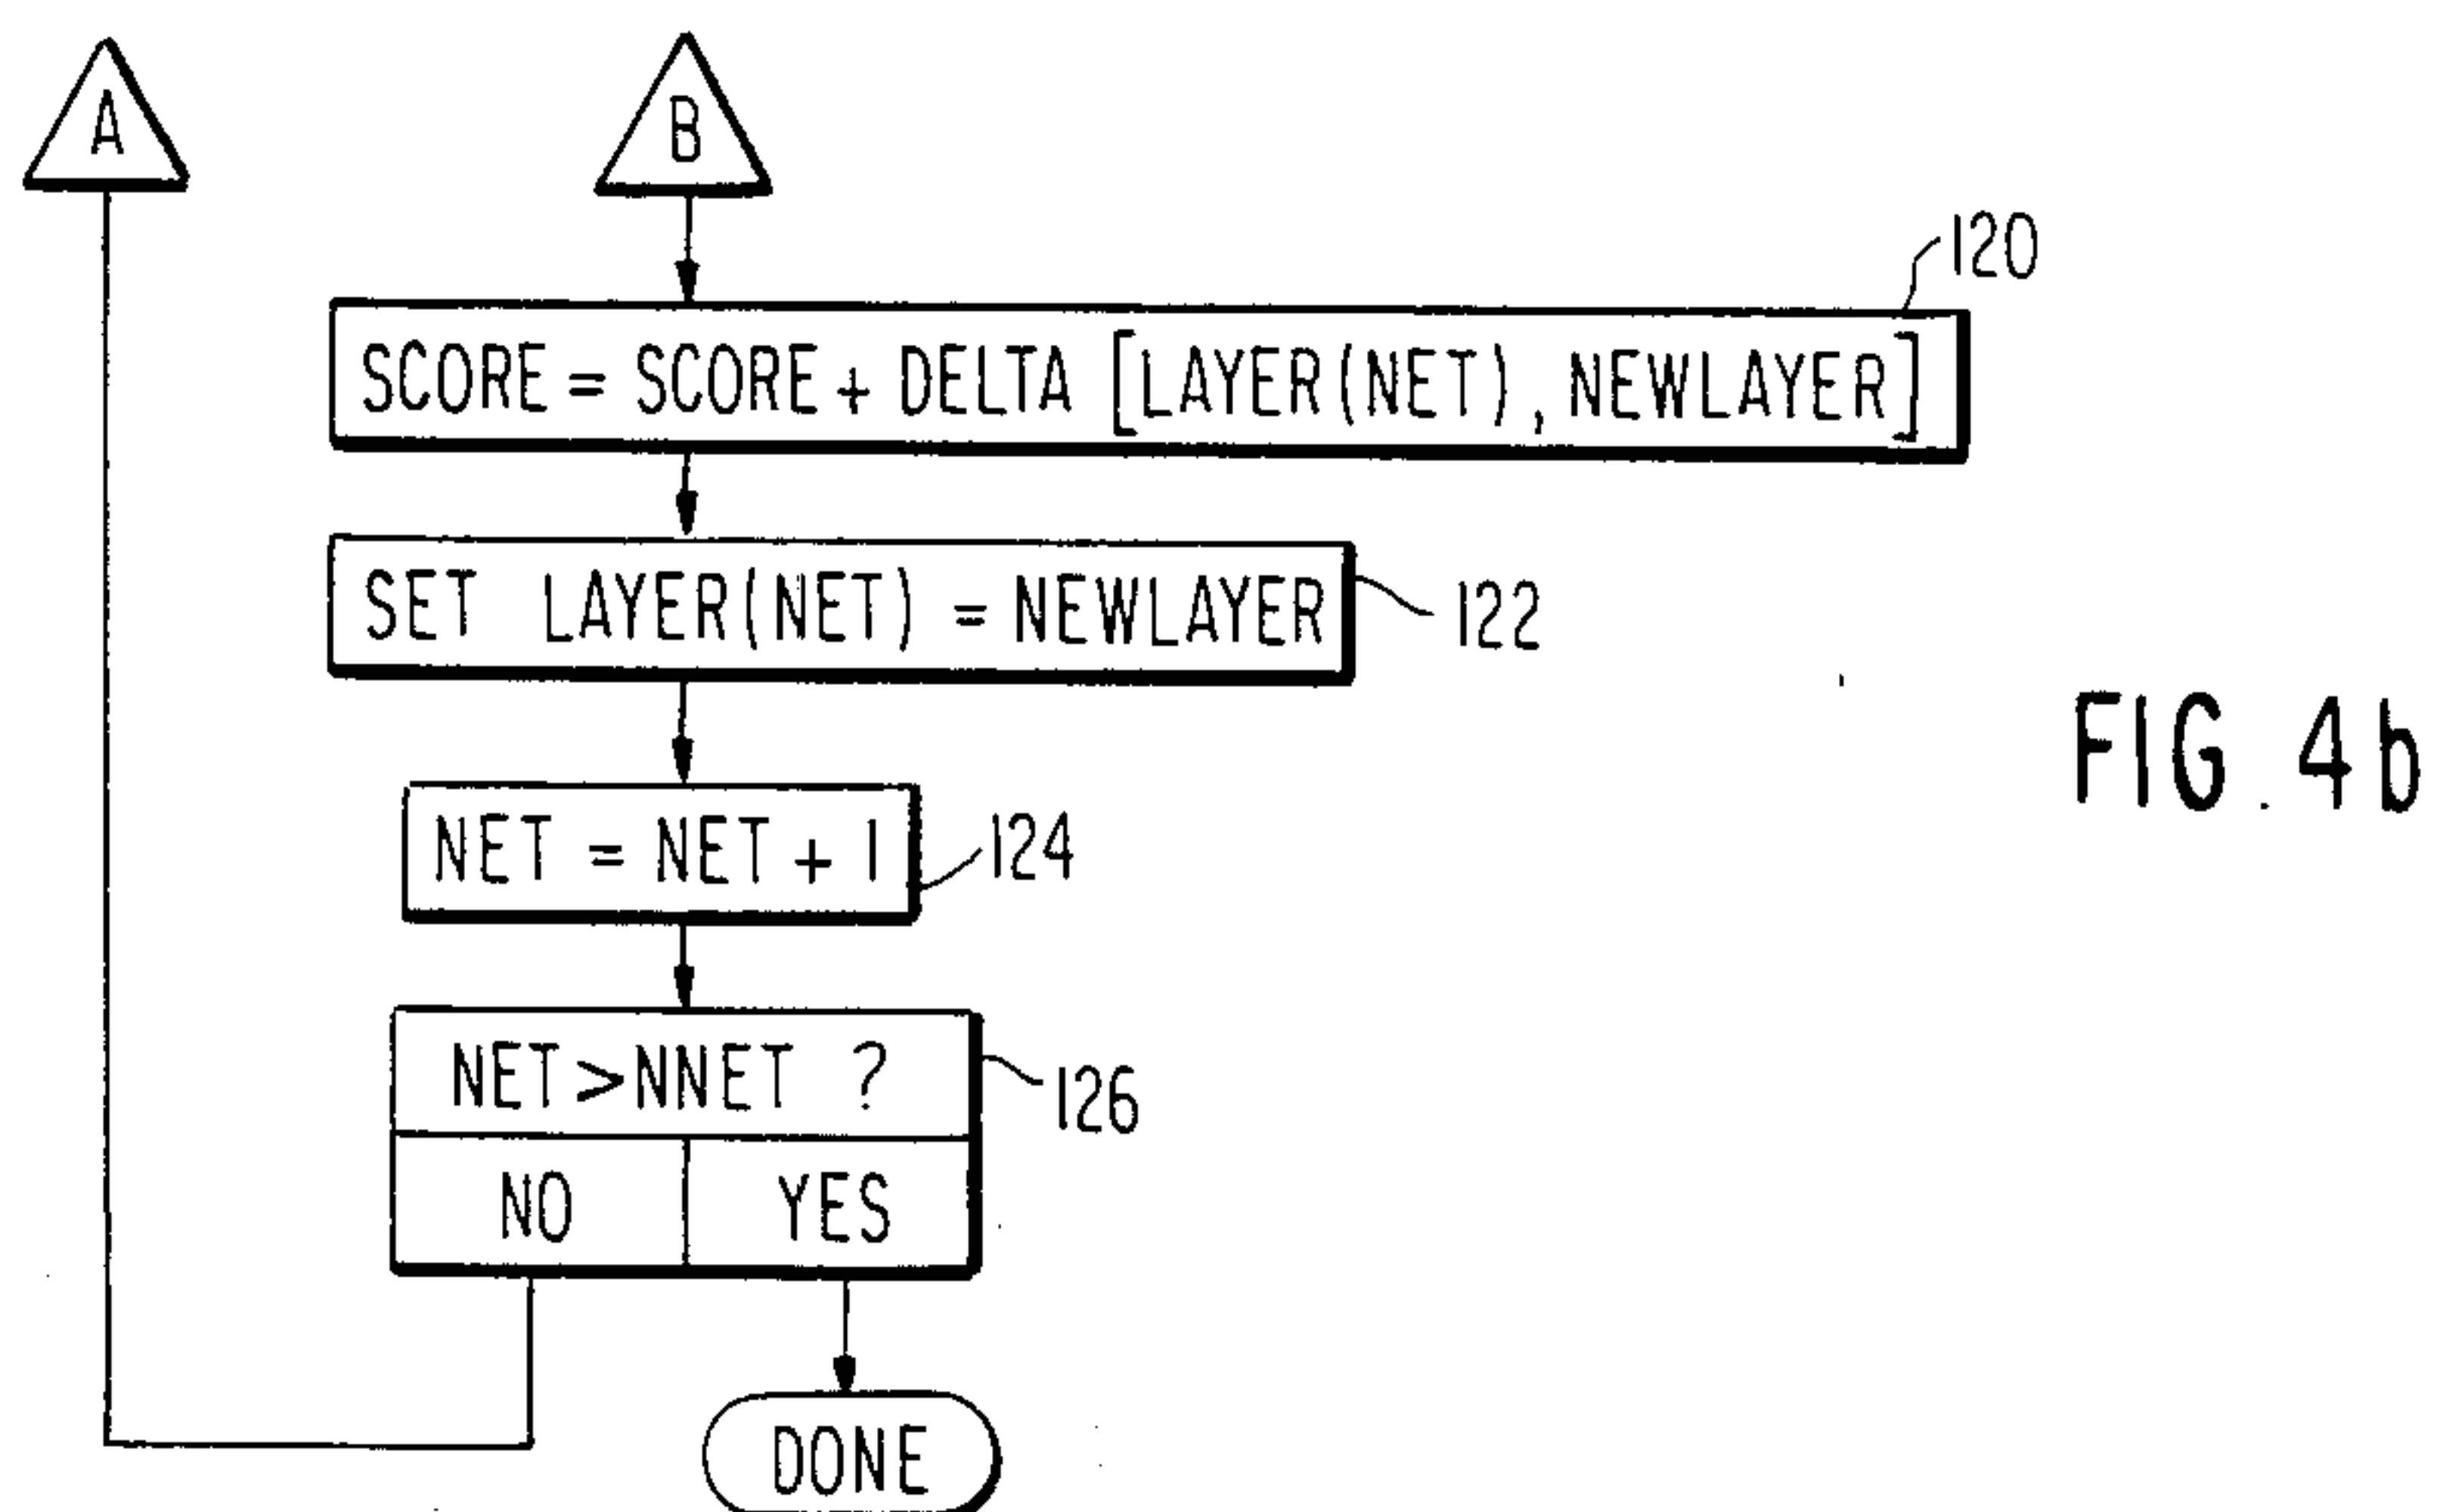 A
B
120
SCORE = SCORE + DELTA [LAYER(NET), NEWLAYER]
SET LAYER(NET) = NEWLAYER
122
NET = NET + 1
124
NET>NNET ?
126
NO
YES
DONE
FIG. 4b